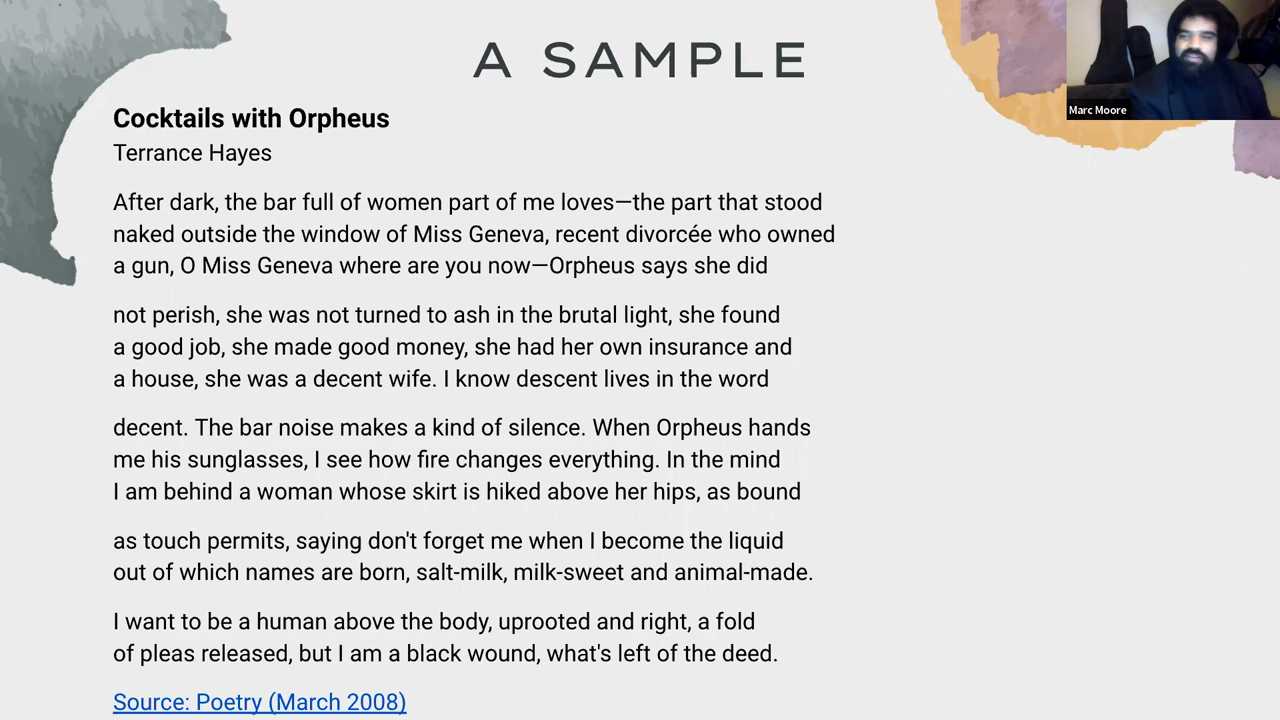 A SAMPLE
Marc Moore
Cocktails with Orpheus
Terrance Hayes
After dark, the bar full of women part of me loves—the part that stood
naked outside the window of Miss Geneva, recent divorcée who owned
a gun, O Miss Geneva where are you now—Orpheus says she did
not perish, she was not turned to ash in the brutal light, she found
a good job, she made good money, she had her own insurance and
a house, she was a decent wife. I know descent lives in the word
decent. The bar noise makes a kind of silence. When Orpheus hands
me his sunglasses, I see how fire changes everything. In the mind
I am behind a woman whose skirt is hiked above her hips, as bound
as touch permits, saying don't forget me when I become the liquid
out of which names are born, salt-milk, milk-sweet and animal-made.
I want to be a human above the body, uprooted and right, a fold
of pleas released, but I am a black wound, what's left of the deed.
Source: Poetry (March 2008)